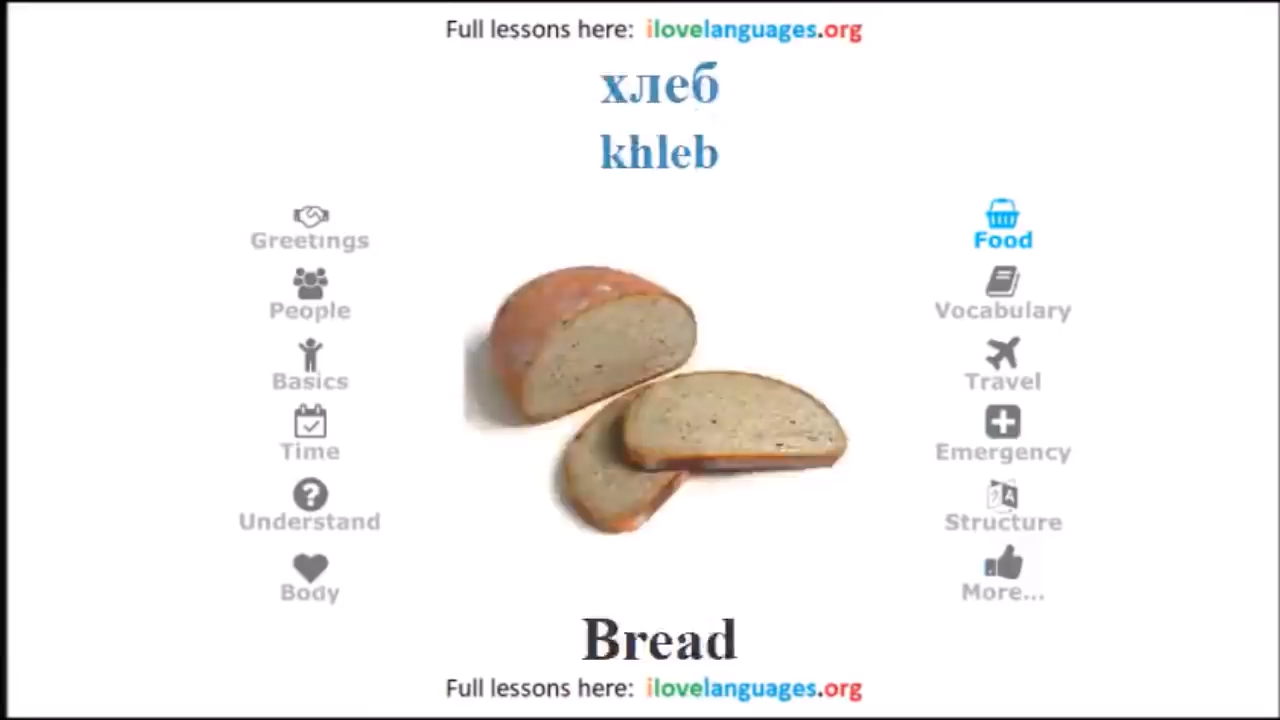 Full lessons here: ilovelanguages.org
хлеб
khleb
Greetings
People
Basics
Time
Understand
Body
Food
Vocabulary
Travel
Emergency
Structure
More...
Bread
Full lessons here: ilovelanguages.org